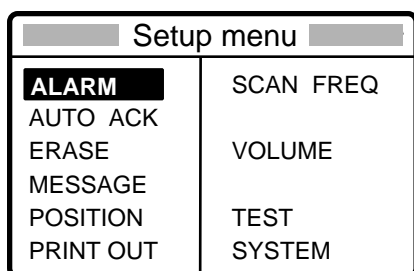 Setup menu
ALARM
AUTO ACK
ERASE
MESSAGE
POSITION
PRINT OUT
SCAN FREQ
VOLUME
TEST
SYSTEM